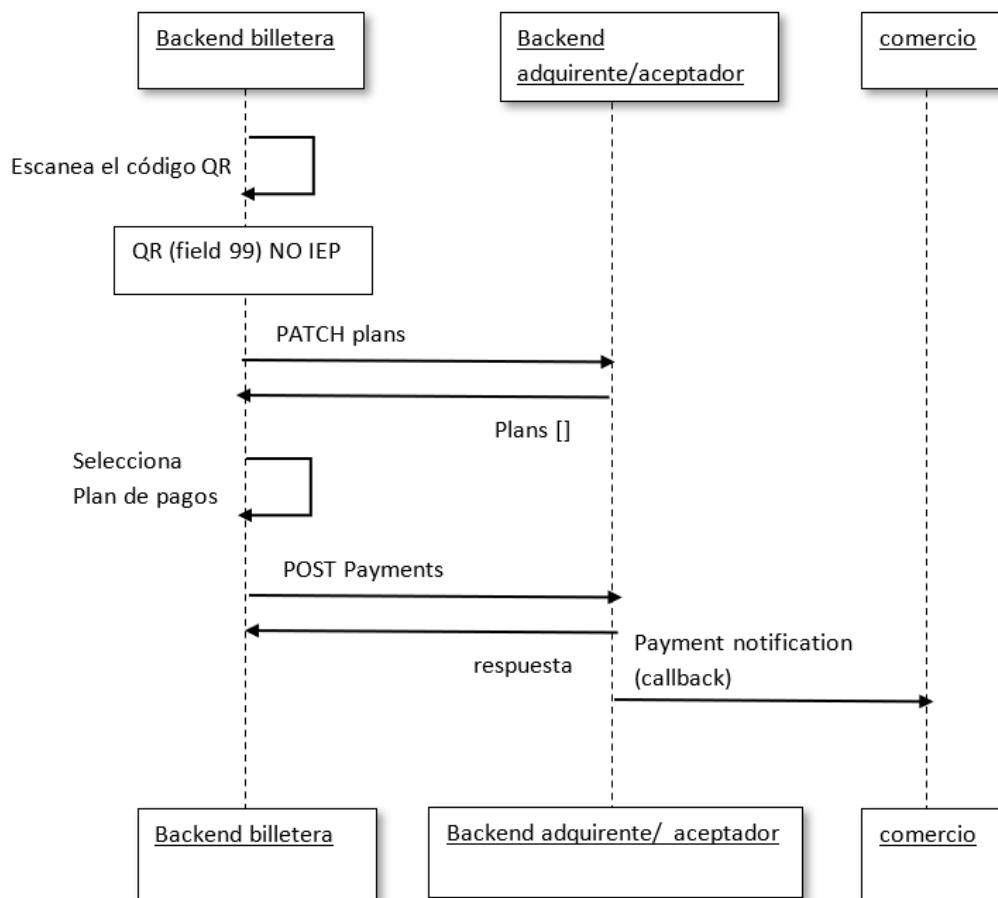 Backend billetera
Backend
adquirente/aceptador
comercio
Escanea el código QR
QR (field 99) NO IEP
PATCH plans
Plans []
Selecciona
Plan de pagos
POST Payments
respuesta
Payment notification
(callback)
Backend billetera
Backend adquirente/ aceptador
comercio